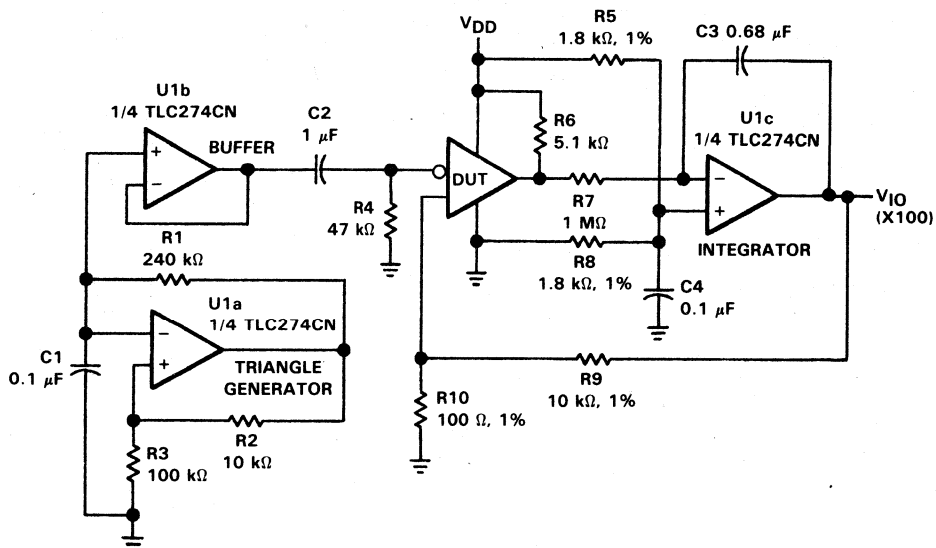 VDD
R5
1.8 kΩ, 1%
C3 0.68 μF
U1b
1/4 TLC274CN
BUFFER
C2
1 μF
R6
5.1 kΩ
U1c
1/4 TLC274CN
+
−
DUT
−
+
VIO
(X100)
R4
47 kΩ
R7
1 MΩ
INTEGRATOR
R1
240 kΩ
R8
1.8 kΩ, 1%
C4
0.1 μF
U1a
1/4 TLC274CN
−
+
TRIANGLE
GENERATOR
C1
0.1 μF
R9
10 kΩ, 1%
R10
100 Ω, 1%
R2
10 kΩ
R3
100 kΩ